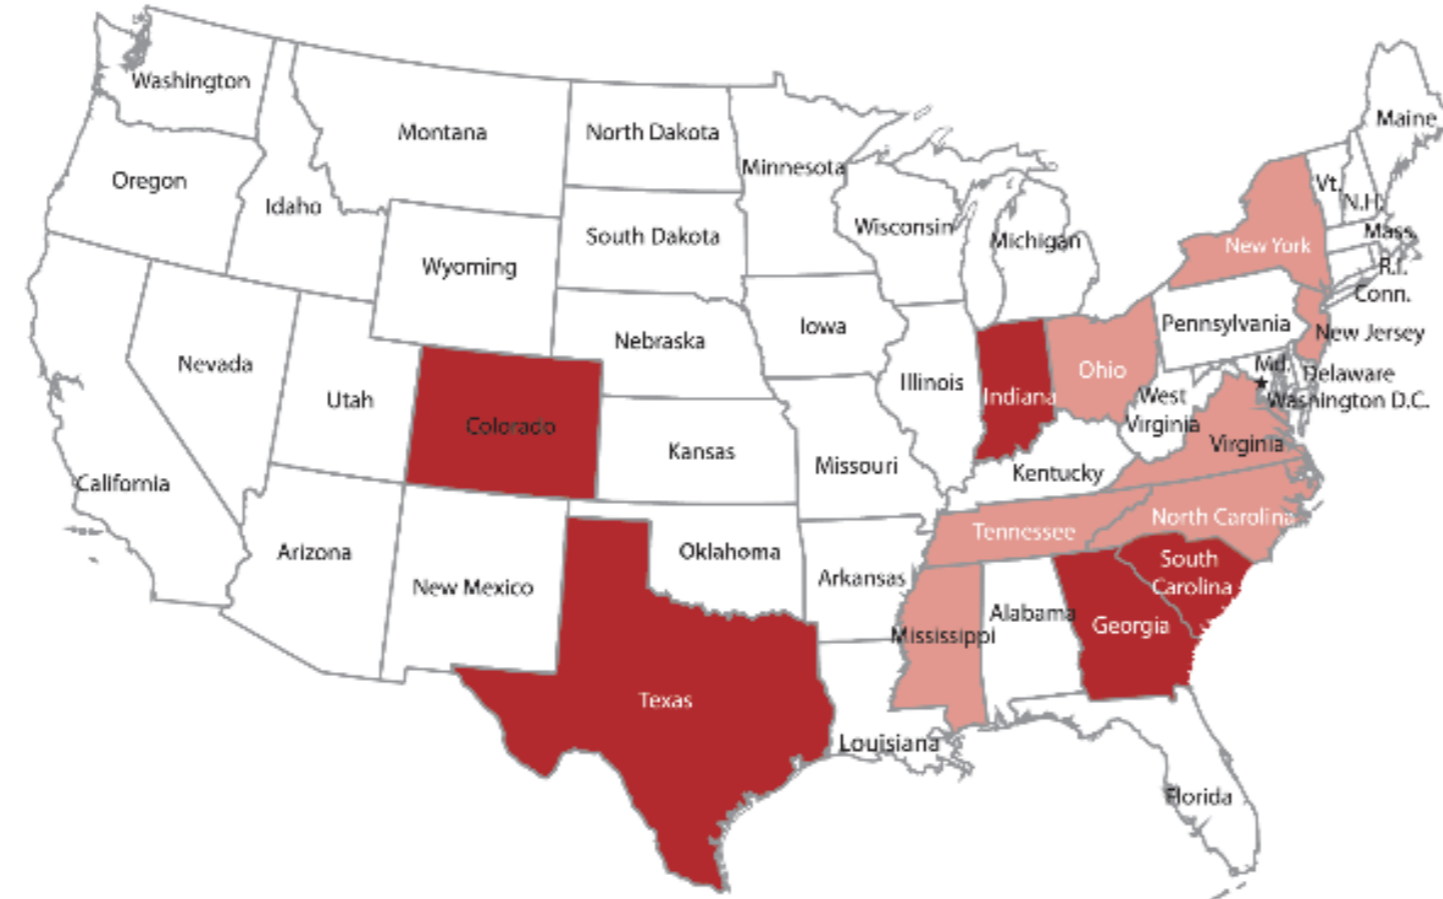 Washington
Montana
North Dakota
Minnesota
Maine
Oregon
Idaho
Vt.
N.H.
South Dakota
Wisconsin
Michigan
New York
Mass.
Wyoming
R.I.
Conn.
Nebraska
Iowa
Pennsylvania
New Jersey
Nevada
Utah
Illinois
Indiana
Ohio
Md.
Delaware
West
Virginia
Washington D.C.
Colorado
Kansas
Missouri
Kentucky
Virginia
California
Arizona
New Mexico
Oklahoma
Arkansas
Tennessee
North Carolina
South
Carolina
Mississippi
Alabama
Georgia
Texas
Louisiana
Florida